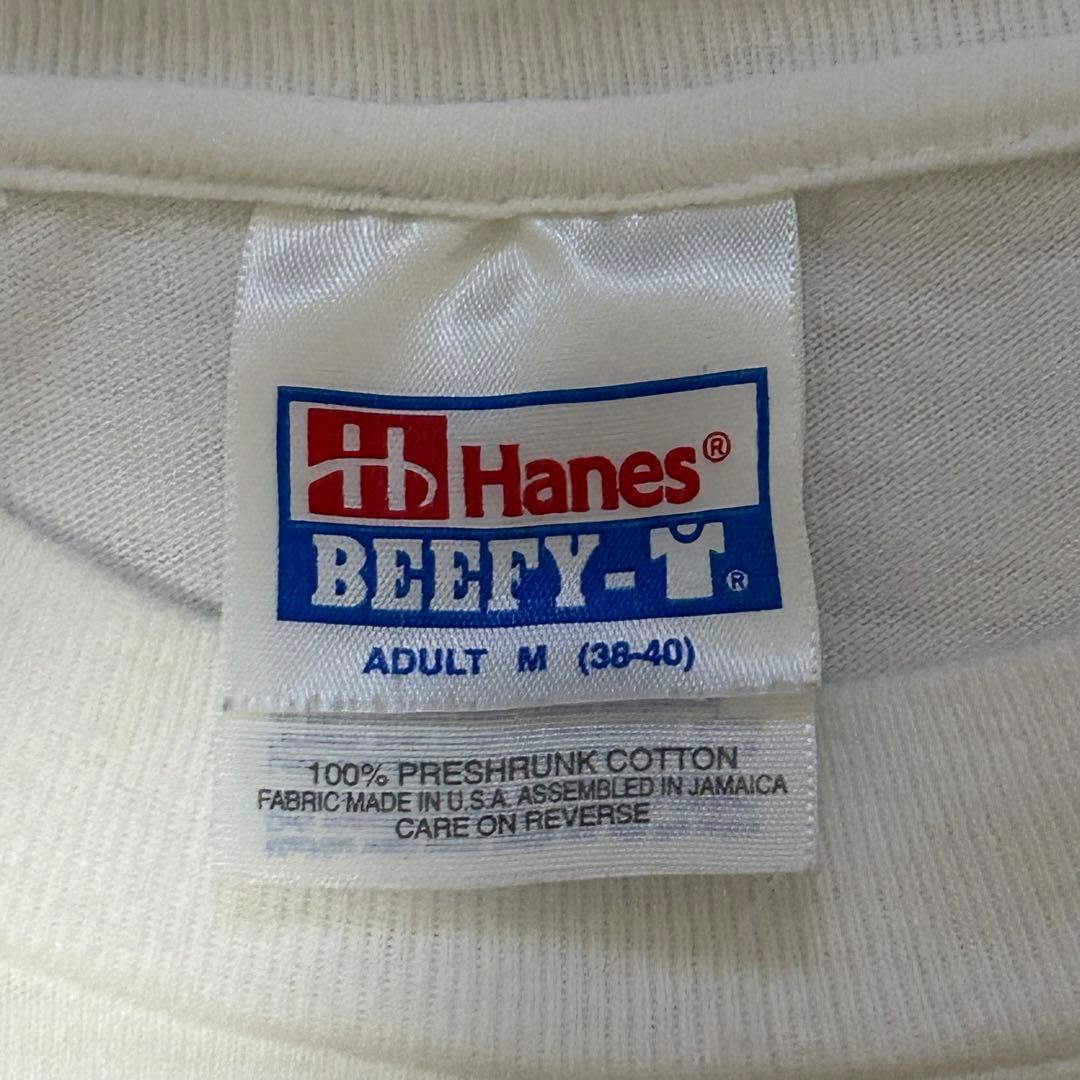 H Hanes®
BEEFY-T®
ADULT M (38-40)
100% PRESHRUNK COTTON
FABRIC MADE IN U.S.A. ASSEMBLED IN JAMAICA
CARE ON REVERSE